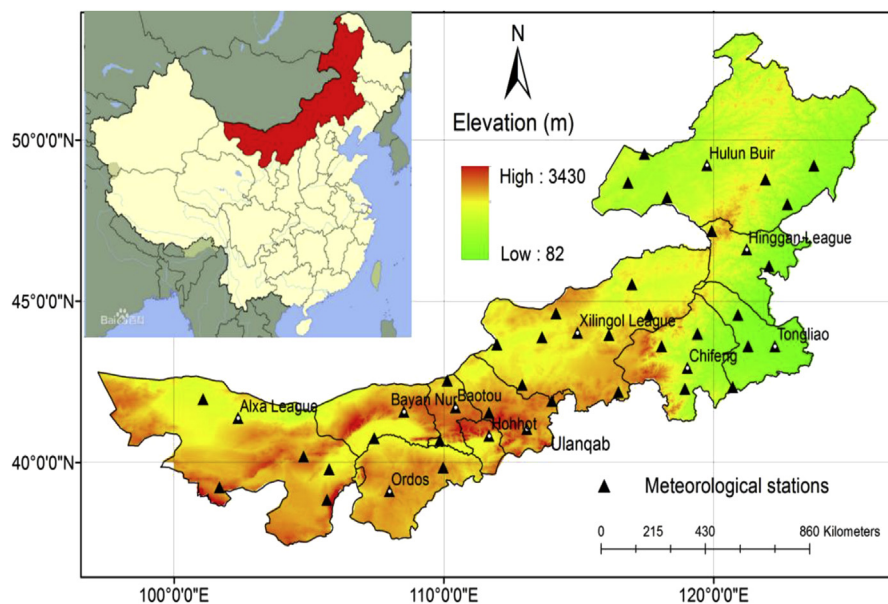 N
50°0'0"N
Elevation (m)
High : 3430
Low : 82
Hulun Buir
Hinggan League
45°0'0"N
Xilingol League
Tongliao
Chifeng
Alxa League
Bayan Nur
Baotou
Hohhot
Ulanqab
40°0'0"N
Ordos
Meteorological stations
0 215 430 860 Kilometers
100°0'0"E
110°0'0"E
120°0'0"E